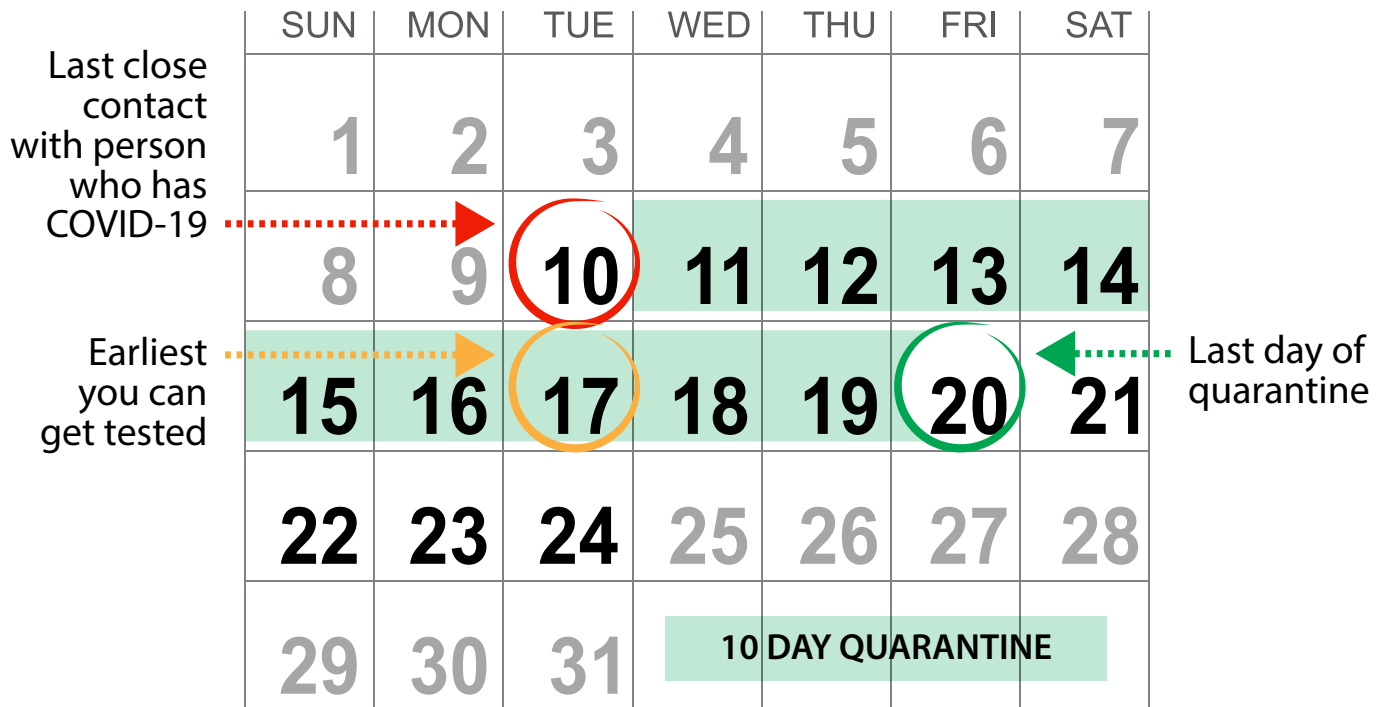 SUN MON TUE WED THU FRI SAT
Last close
contact
with person
who has
COVID-19
1 2 3 4 5 6 7
8 9 10 11 12 13 14
Earliest
you can
get tested
15 16 17 18 19 20 21
Last day of
quarantine
22 23 24 25 26 27 28
29 30 31
10 DAY QUARANTINE